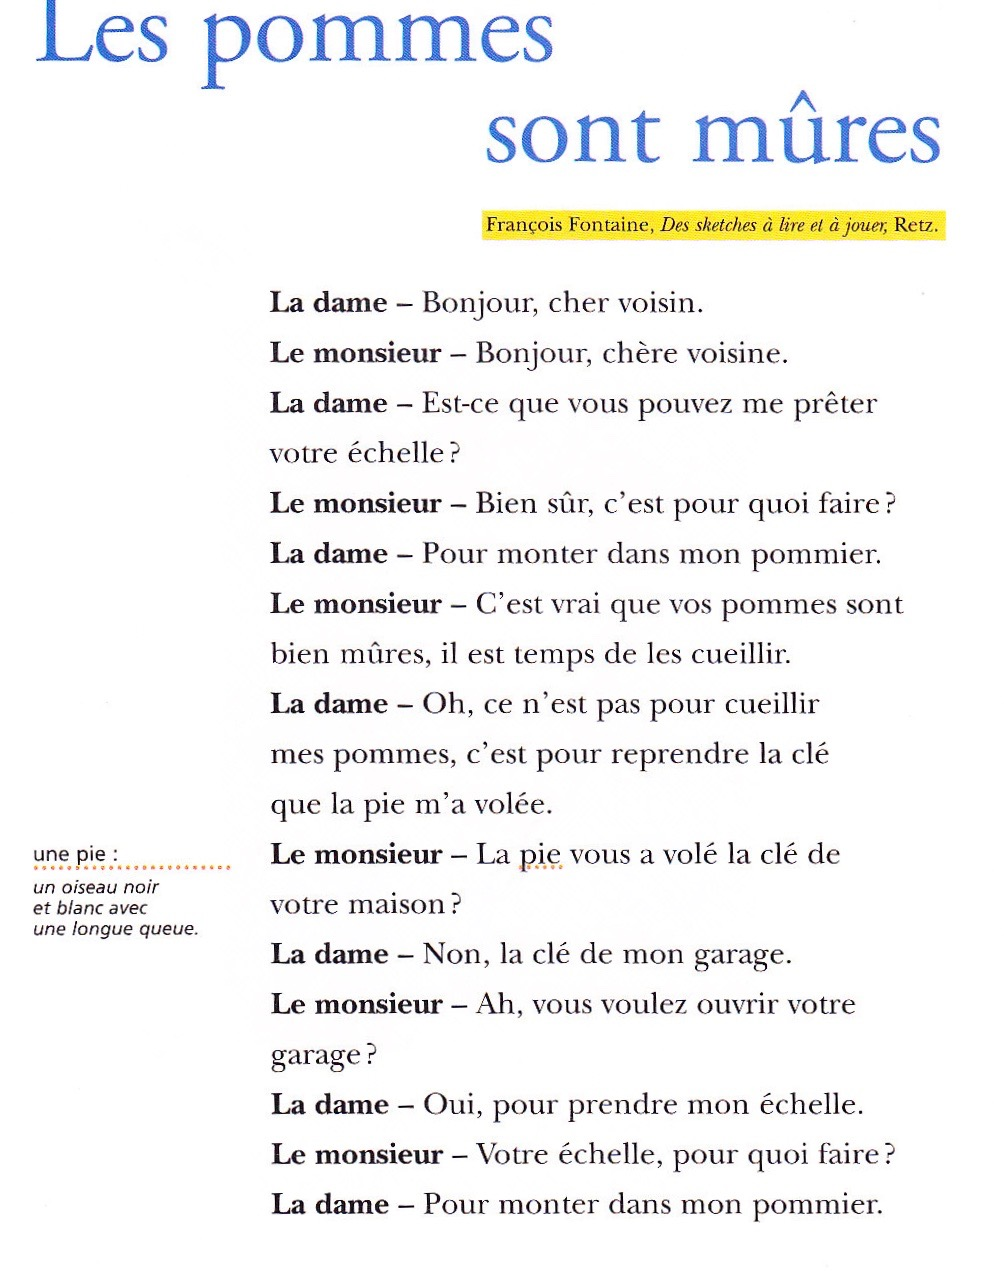 Les pommes
sont mûres
François Fontaine, Des sketches à lire et à jouer, Retz.
La dame – Bonjour, cher voisin.
Le monsieur – Bonjour, chère voisine.
La dame – Est-ce que vous pouvez me prêter
votre échelle ?
Le monsieur – Bien sûr, c’est pour quoi faire ?
La dame – Pour monter dans mon pommier.
Le monsieur – C’est vrai que vos pommes sont
bien mûres, il est temps de les cueillir.
La dame – Oh, ce n’est pas pour cueillir
mes pommes, c’est pour reprendre la clé
que la pie m’a volée.
Le monsieur – La pie vous a volé la clé de
votre maison ?
La dame – Non, la clé de mon garage.
Le monsieur – Ah, vous voulez ouvrir votre
garage ?
La dame – Oui, pour prendre mon échelle.
Le monsieur – Votre échelle, pour quoi faire ?
La dame – Pour monter dans mon pommier.
une pie :
un oiseau noir
et blanc avec
une longue queue.